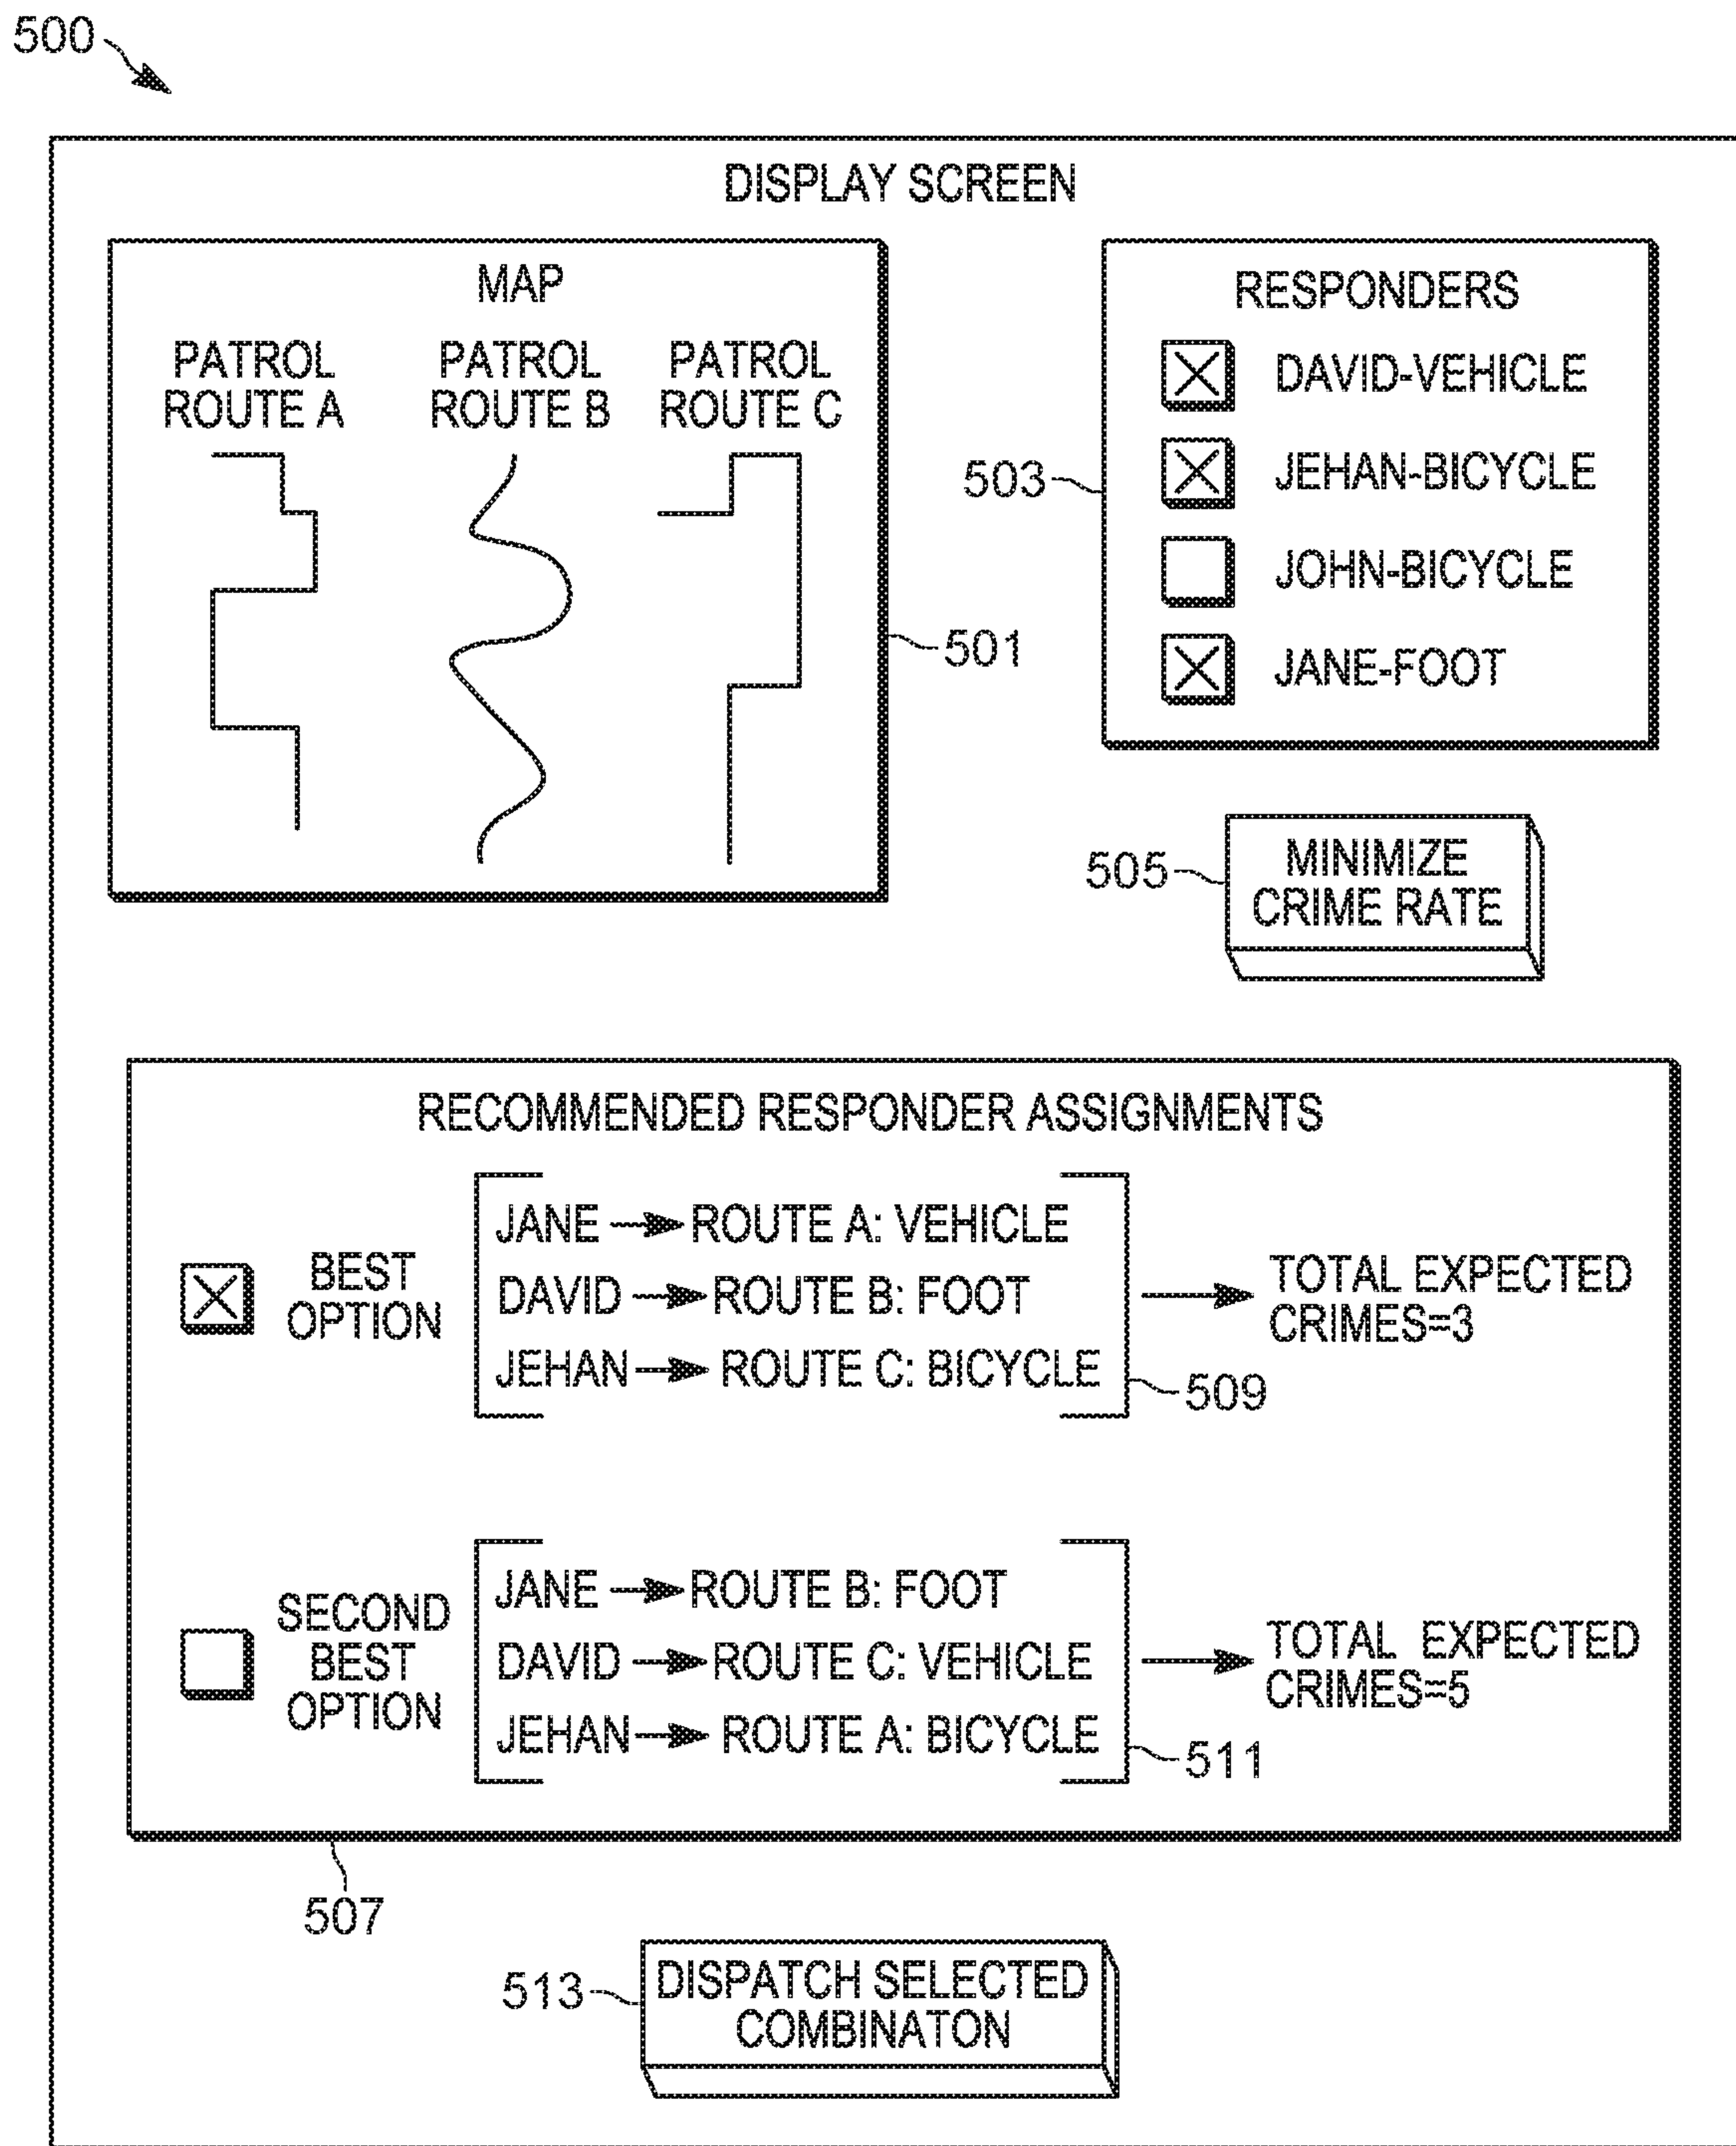 500
DISPLAY SCREEN
MAP
PATROL
ROUTE A
PATROL
ROUTE B
PATROL
ROUTE C
501
RESPONDERS
DAVID-VEHICLE
JEHAN-BICYCLE
JOHN-BICYCLE
JANE-FOOT
503
505
MINIMIZE
CRIME RATE
RECOMMENDED RESPONDER ASSIGNMENTS
BEST
OPTION
JANE → ROUTE A: VEHICLE
DAVID → ROUTE B: FOOT
JEHAN → ROUTE C: BICYCLE
509
TOTAL EXPECTED
CRIMES=3
SECOND
BEST
OPTION
JANE → ROUTE B: FOOT
DAVID → ROUTE C: VEHICLE
JEHAN → ROUTE A: BICYCLE
511
TOTAL EXPECTED
CRIMES=5
507
513
DISPATCH SELECTED
COMBINATON